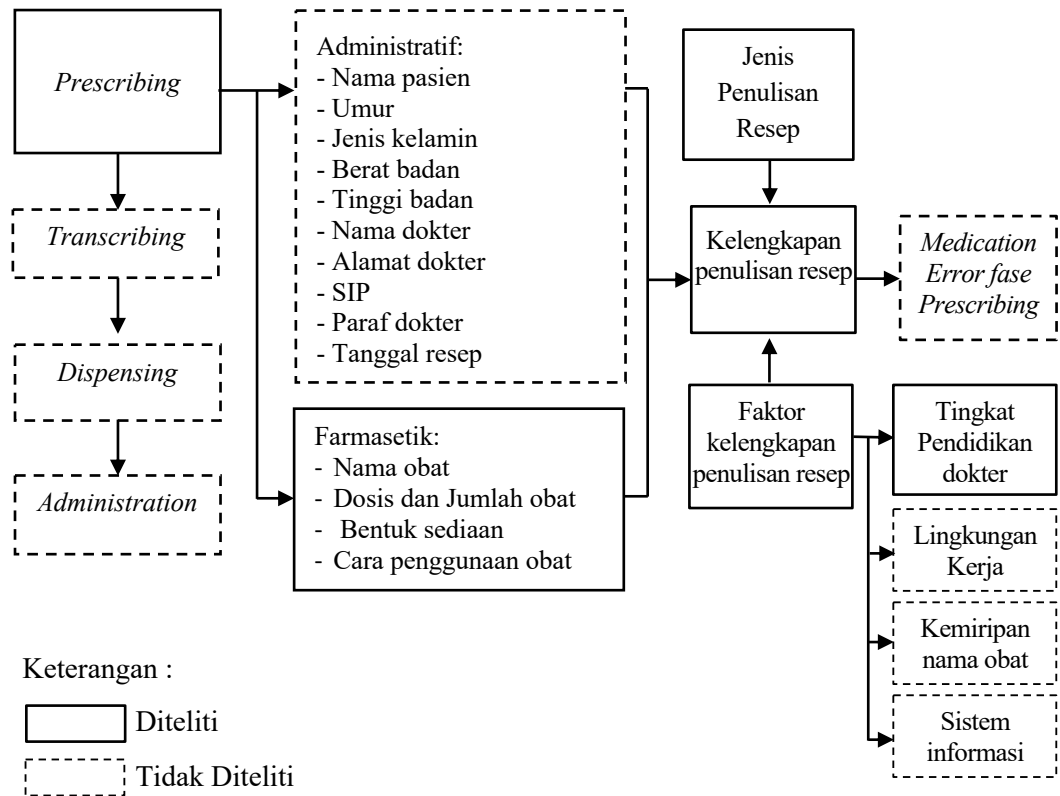 Prescribing
Transcribing
Dispensing
Administration
Administratif:
- Nama pasien
- Umur
- Jenis kelamin
- Berat badan
- Tinggi badan
- Nama dokter
- Alamat dokter
- SIP
- Paraf dokter
- Tanggal resep
Farmasetik:
- Nama obat
- Dosis dan Jumlah obat
- Bentuk sediaan
- Cara penggunaan obat
Jenis
Penulisan
Resep
Kelengkapan
penulisan resep
Medication
Error fase
Prescribing
Faktor
kelengkapan
penulisan resep
Tingkat
Pendidikan
dokter
Lingkungan
Kerja
Kemiripan
nama obat
Sistem
informasi
Keterangan :
Diteliti
Tidak Diteliti